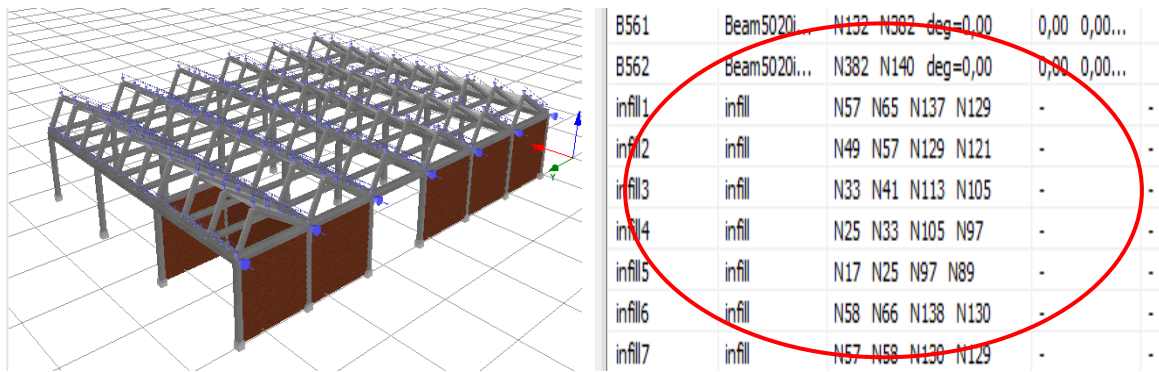 Y
B561 Beam5020i... N132 N382 deg=0,00 0,00 0,00...
B562 Beam5020i... N382 N140 deg=0,00 0,00 0,00...
infill1 infill N57 N65 N137 N129 - -
infill2 infill N49 N57 N129 N121 - -
infill3 infill N33 N41 N113 N105 - -
infill4 infill N25 N33 N105 N97 - -
infill5 infill N17 N25 N97 N89 - -
infill6 infill N58 N66 N138 N130 - -
infill7 infill N57 N58 N130 N129 - -